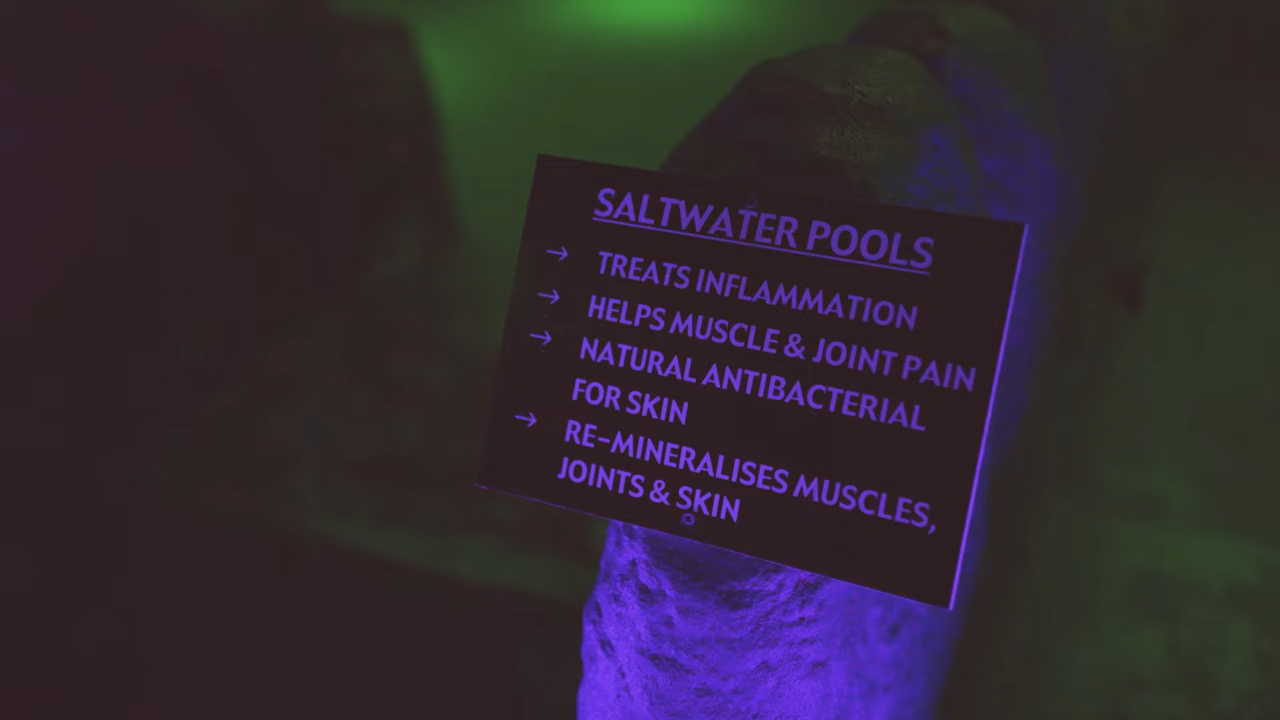 SALTWATER POOLS
→ TREATS INFLAMMATION
→ HELPS MUSCLE & JOINT PAIN
→ NATURAL ANTIBACTERIAL
FOR SKIN
→ RE-MINERALISES MUSCLES,
JOINTS & SKIN